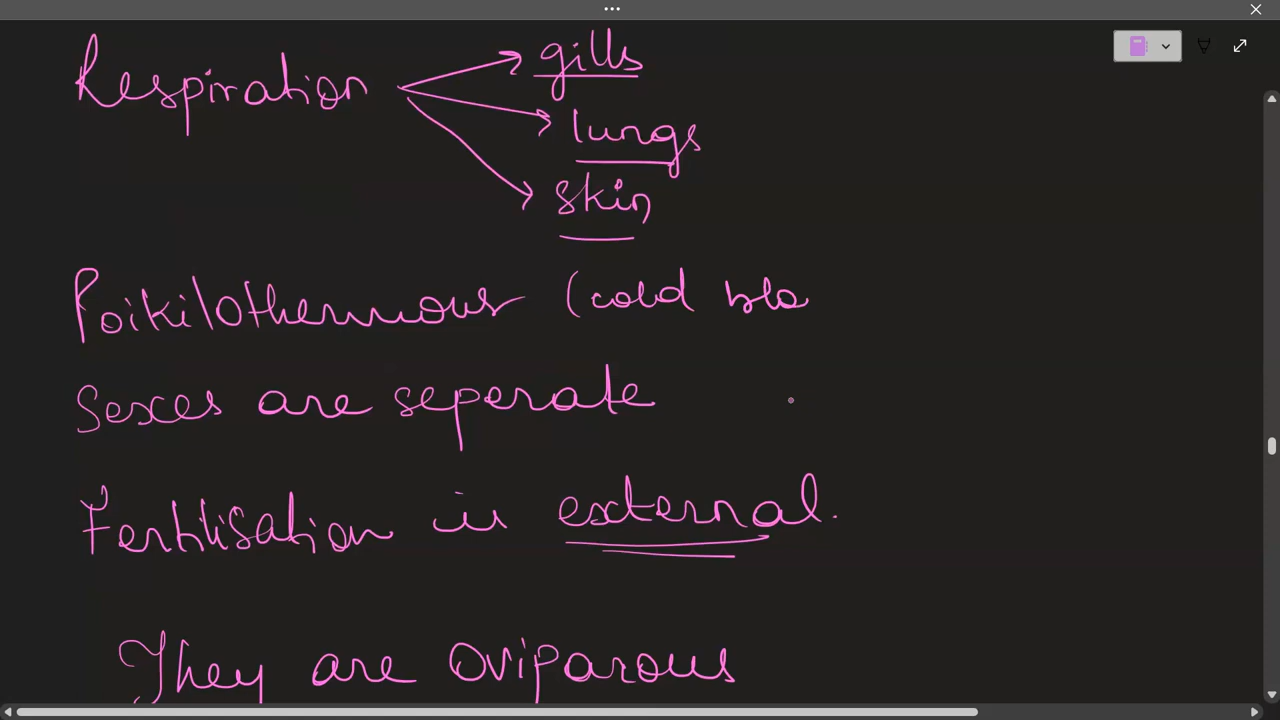 Respiration
gills
lungs
skin
Poikilothermous (cold blo
Sexes are seperate
Fertilisation is external.
They are oviparous